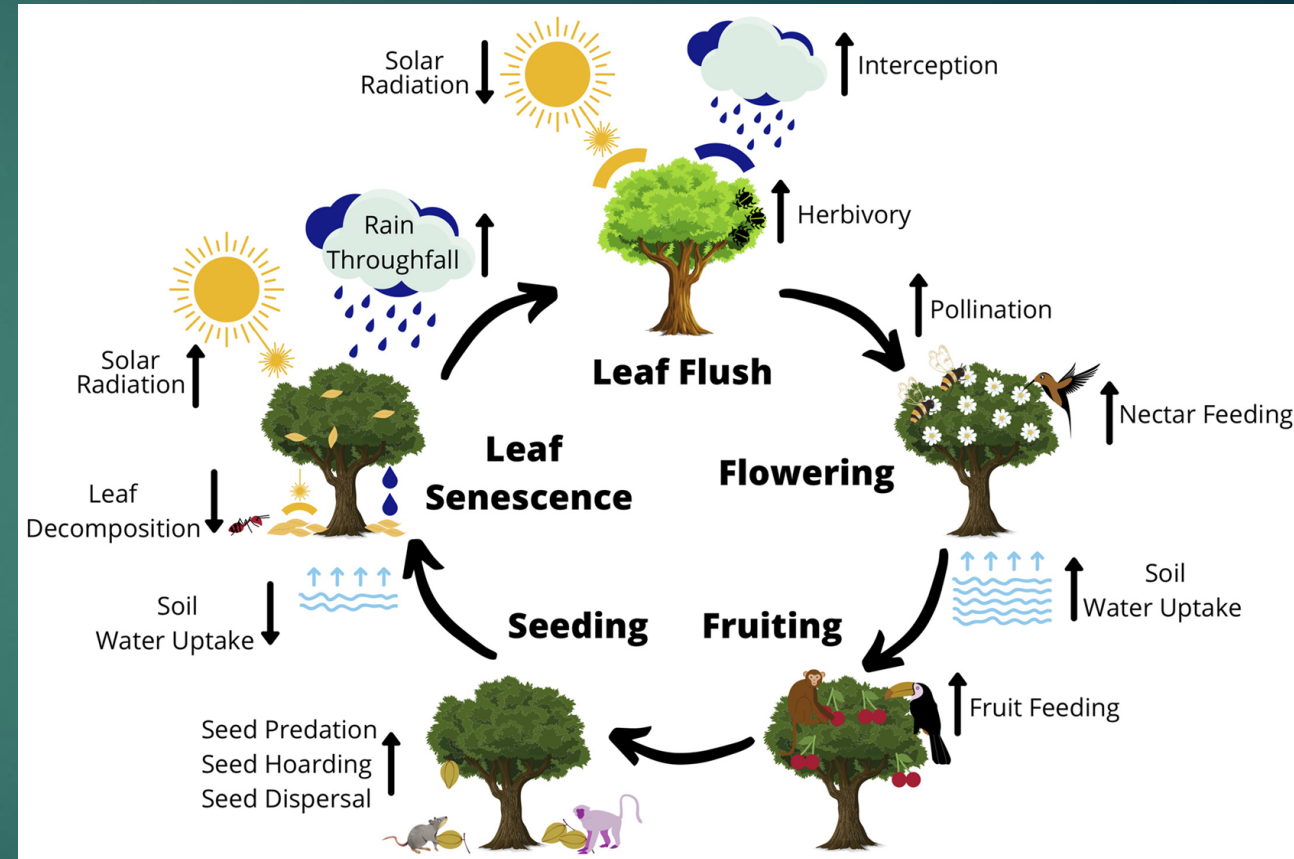 Solar
Radiation
Interception
Herbivory
Rain
Throughfall
Pollination
Solar
Radiation
Leaf Flush
Nectar Feeding
Leaf
Senescence
Flowering
Leaf
Decomposition
Soil
Water Uptake
Soil
Water Uptake
Seeding
Fruiting
Fruit Feeding
Seed Predation
Seed Hoarding
Seed Dispersal